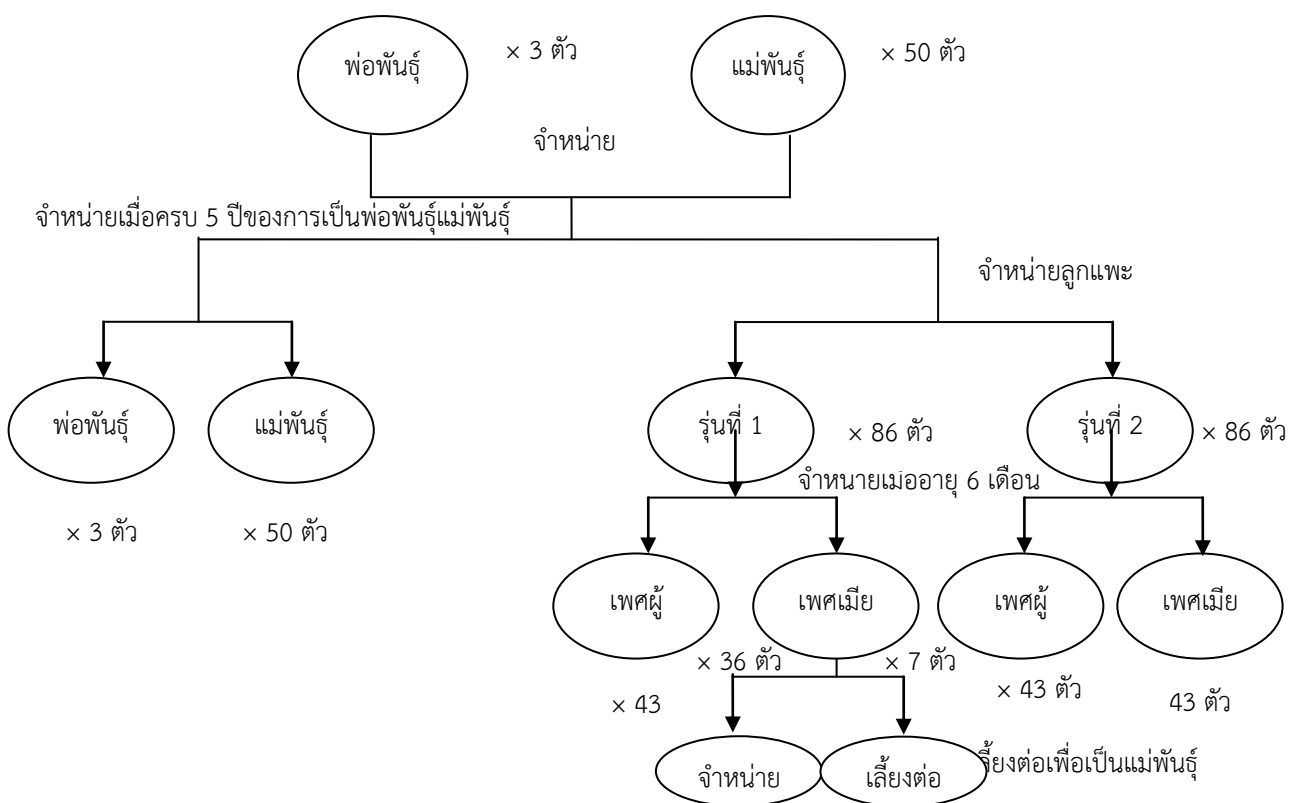 พ่อพันธุ์
× 3 ตัว
แม่พันธุ์
× 50 ตัว
จำหน่าย
จำหน่ายเมื่อครบ 5 ปีของการเป็นพ่อพันธุ์แม่พันธุ์
จำหน่ายลูกแพะ
พ่อพันธุ์
แม่พันธุ์
รุ่นที่ 1
× 86 ตัว
รุ่นที่ 2
× 86 ตัว
จำหนายเมออายุ 6 เดือน
× 3 ตัว
× 50 ตัว
เพศผู้
เพศเมีย
เพศผู้
เพศเมีย
× 36 ตัว
× 7 ตัว
× 43
× 43 ตัว
43 ตัว
จำหน่าย
เลี้ยงต่อ
ลี้ยงต่อเพื่อเป็นแม่พันธุ์